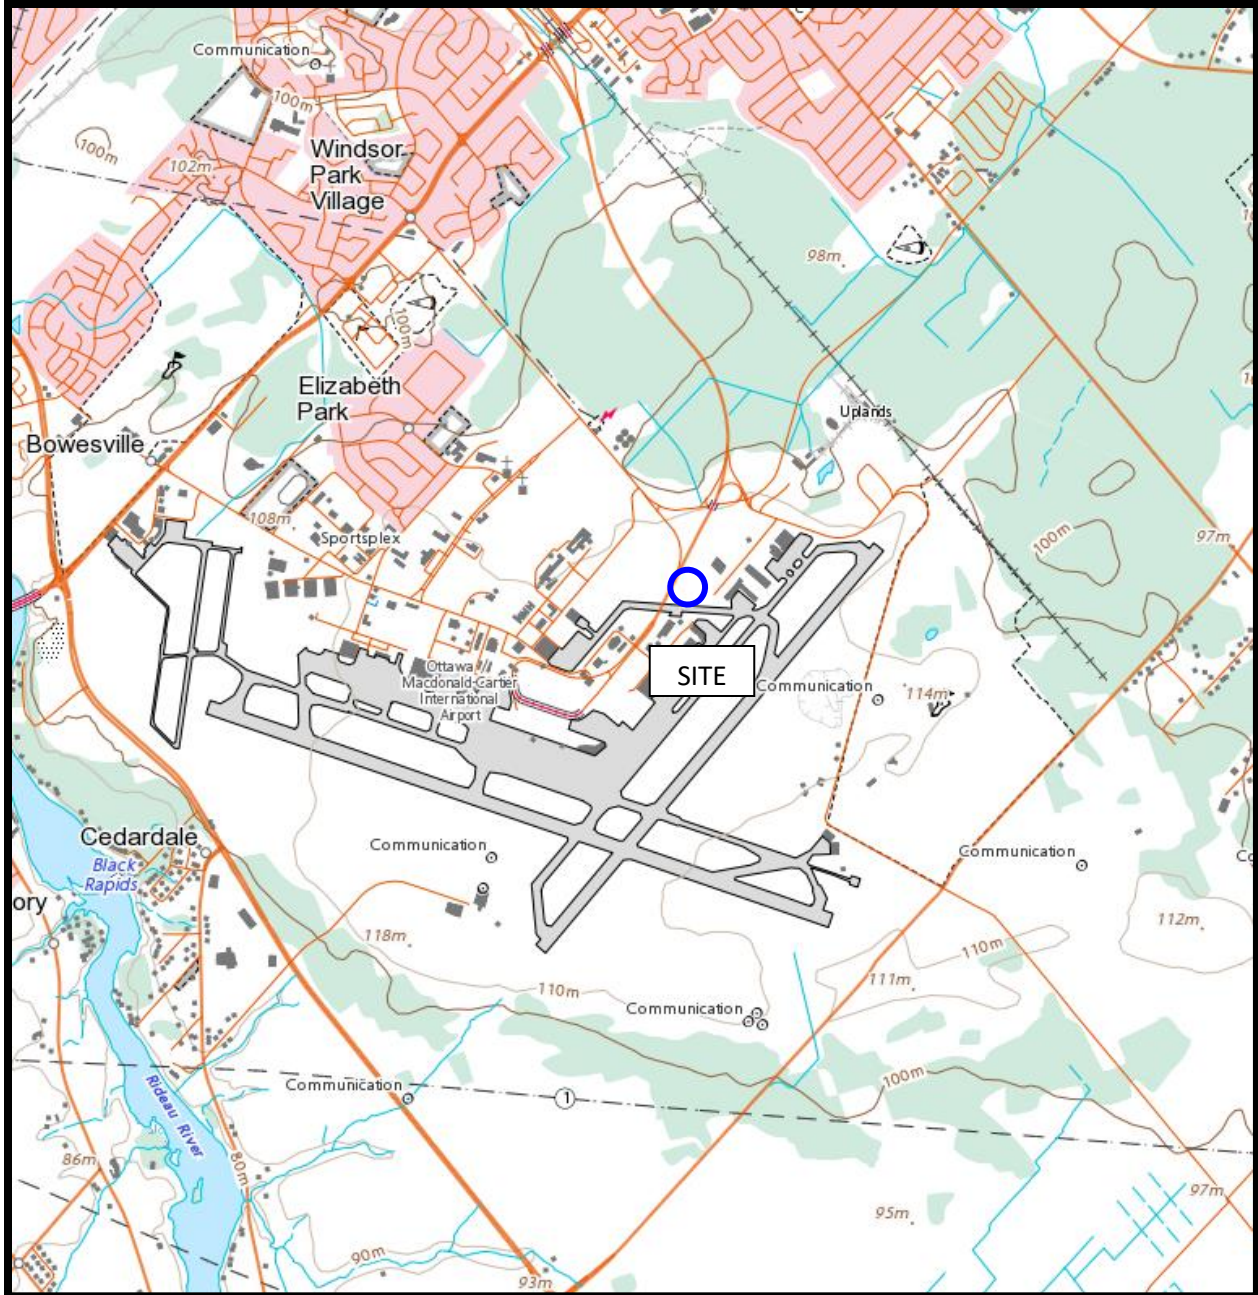 Communication
100m
100m
102m
Windsor
Park
Village
98m
100m
Elizabeth
Park
Uplands
Bowesville
108m
Sportsplex
100m
97m
SITE
Ottawa
Macdonald-Cartier
International
Airport
Communication
114m
Cedardale
Black
Rapids
Communication
Communication
ory
118m
112m
110m
111m
110m
Communication
100m
Communication
1
Rideau River
86m
80m
97m
95m
90m
93m